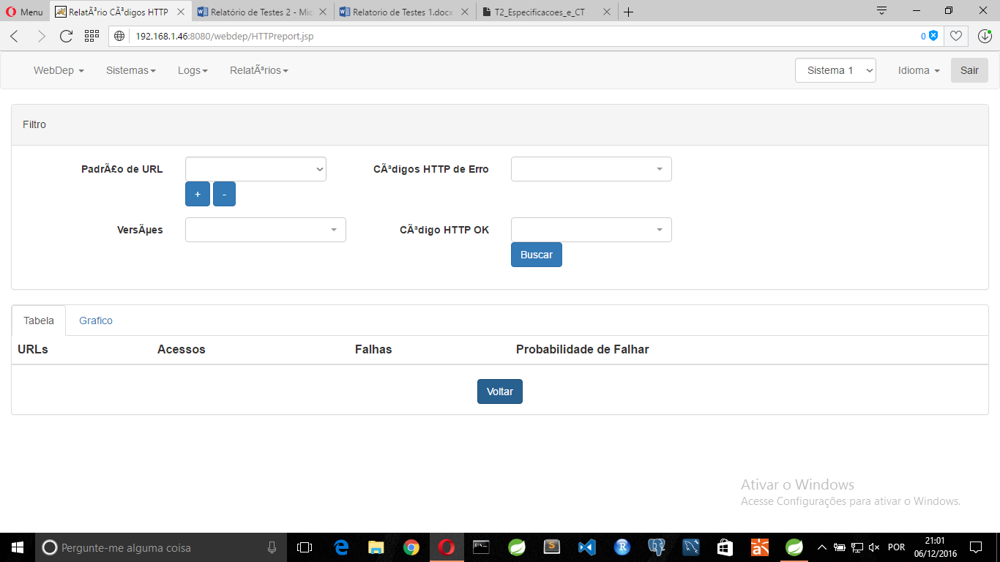 Menu
RelatÃ³rio CÃ³digos HTTP
Relatório de Testes 2 - Mic
Relatorio de Testes 1.docx
T2_Especificacoes_e_CT
192.168.1.46:8080/webdep/HTTPreport.jsp
0
WebDep
Sistemas
Logs
RelatÃ³rios
Sistema 1
Idioma
Sair
Filtro
PadrÃ£o de URL
CÃ³digos HTTP de Erro
+
-
VersÃµes
CÃ³digo HTTP OK
Buscar
Tabela
Grafico
URLs
Acessos
Falhas
Probabilidade de Falhar
Voltar
Ativar o Windows
Acesse Configurações para ativar o Windows.
Pergunte-me alguma coisa
POR
21:01
06/12/2016